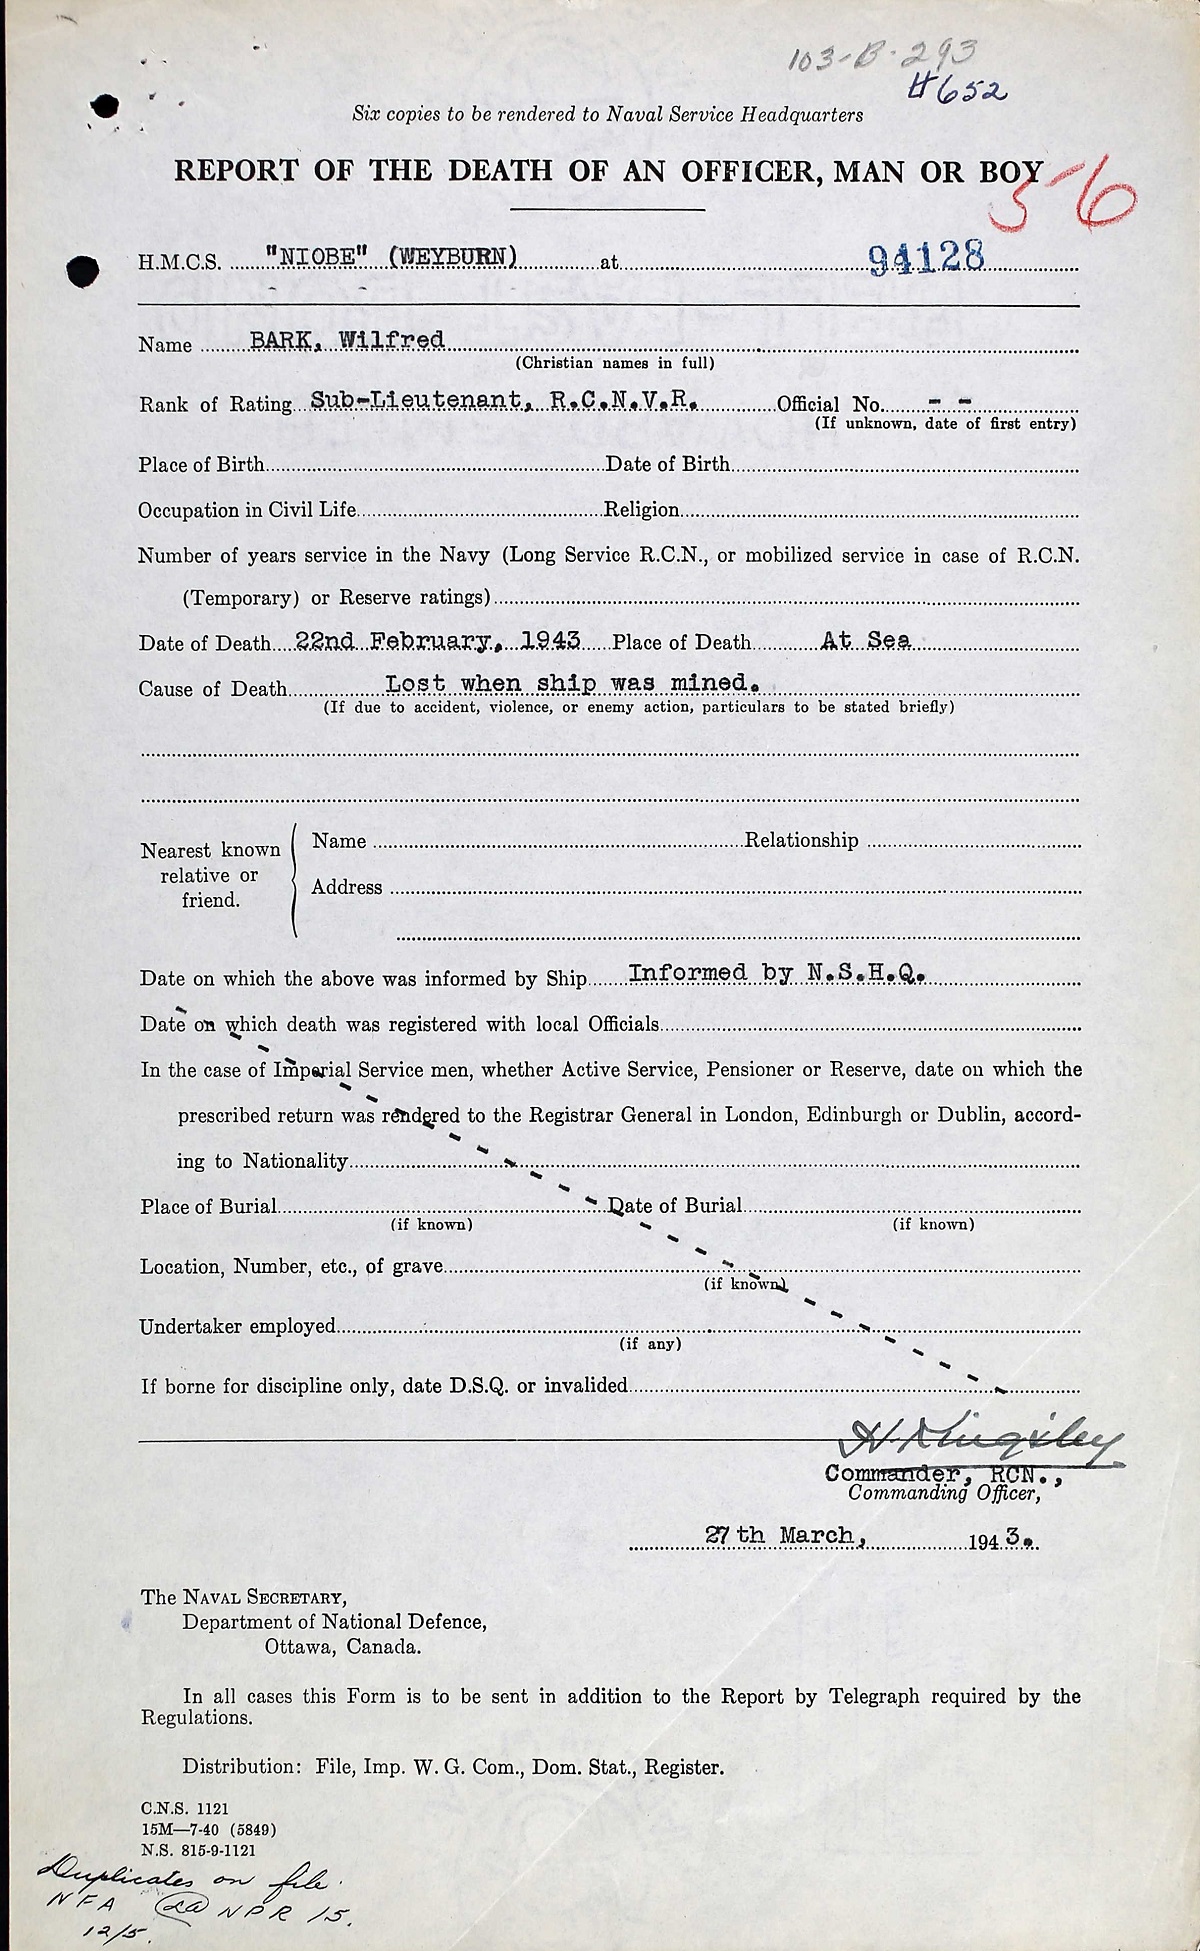 103-B-293
#652
Six copies to be rendered to Naval Service Headquarters
REPORT OF THE DEATH OF AN OFFICER, MAN OR BOY
56
H.M.C.S. "NIOBE" (WEYBURN) at 94128
Name BARK, Wilfred
(Christian names in full)
Rank of Rating Sub-Lieutenant, R.C.N.V.R. Official No. - -
(If unknown, date of first entry)
Place of Birth Date of Birth
Occupation in Civil Life Religion
Number of years service in the Navy (Long Service R.C.N., or mobilized service in case of R.C.N.
(Temporary) or Reserve ratings)
Date of Death 22nd February, 1943 Place of Death At Sea
Cause of Death Lost when ship was mined.
(If due to accident, violence, or enemy action, particulars to be stated briefly)
Nearest known relative or friend. Name Relationship
Address
Date on which the above was informed by Ship Informed by N.S.H.Q.
Date on which death was registered with local Officials
In the case of Imperial Service men, whether Active Service, Pensioner or Reserve, date on which the
prescribed return was rendered to the Registrar General in London, Edinburgh or Dublin, accord-
ing to Nationality
Place of Burial Date of Burial
(if known) (if known)
Location, Number, etc., of grave
(if known)
Undertaker employed
(if any)
If borne for discipline only, date D.S.Q. or invalided
H. Kingsley
Commander, RCN.,
Commanding Officer,
27th March, 1943.
The NAVAL SECRETARY,
Department of National Defence,
Ottawa, Canada.
In all cases this Form is to be sent in addition to the Report by Telegraph required by the
Regulations.
Distribution: File, Imp. W. G. Com., Dom. Stat., Register.
C.N.S. 1121
15M—7-40 (5849)
N.S. 815-9-1121
Duplicates on file.
NFA NPR 15.
12/5.